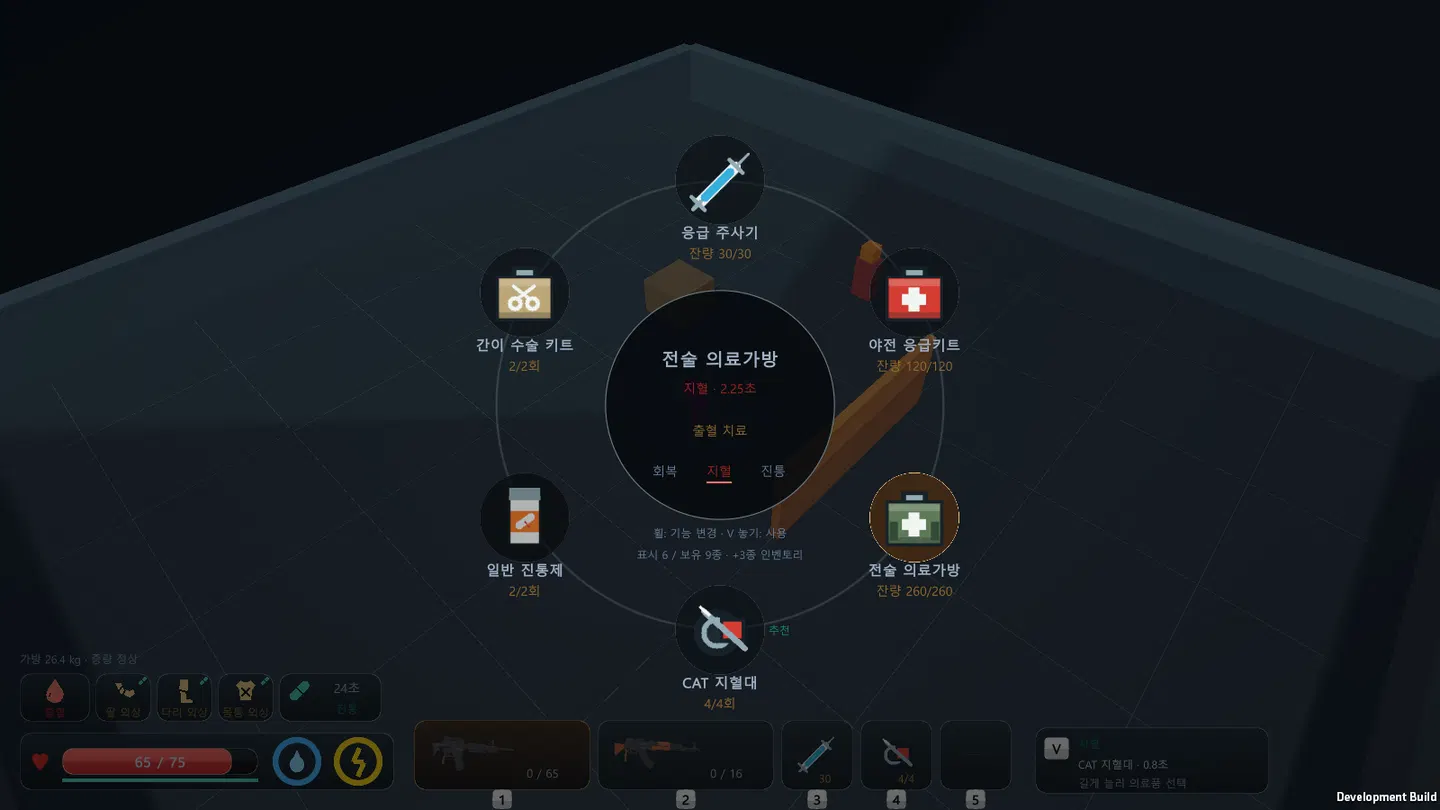 응급 주사기
잔량 30/30
간이 수술 키트
2/2회
야전 응급키트
잔량 120/120
전술 의료가방
지혈 · 2.25초
출혈 치료
회복 지혈 진통
휠: 기능 변경 · V 놓기: 사용
표시 6 / 보유 9종 · +3종 인벤토리
일반 진통제
2/2회
전술 의료가방
잔량 260/260
추천
CAT 지혈대
4/4회
가방 26.4 kg · 중량 정상
출혈
팔 외상
다리 외상
몸통 외상
24초
진통
65 / 75
0 / 65
1
0 / 16
2
30
3
4/4
4
5
V
치료
CAT 지혈대 · 0.8초
길게 눌러 의료품 선택
Development Build